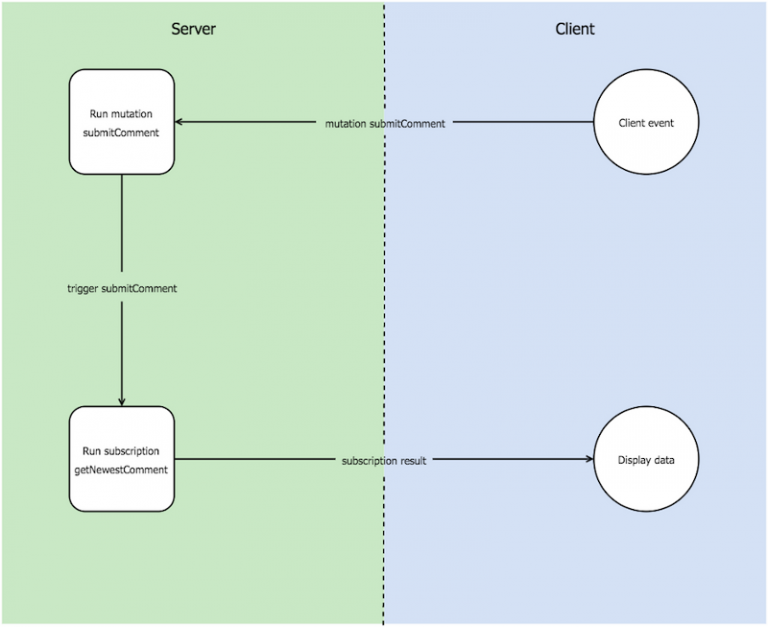 Server
Client
Run mutation
submitComment
mutation submitComment
Client event
trigger submitComment
Run subscription
getNewestComment
subscription result
Display data